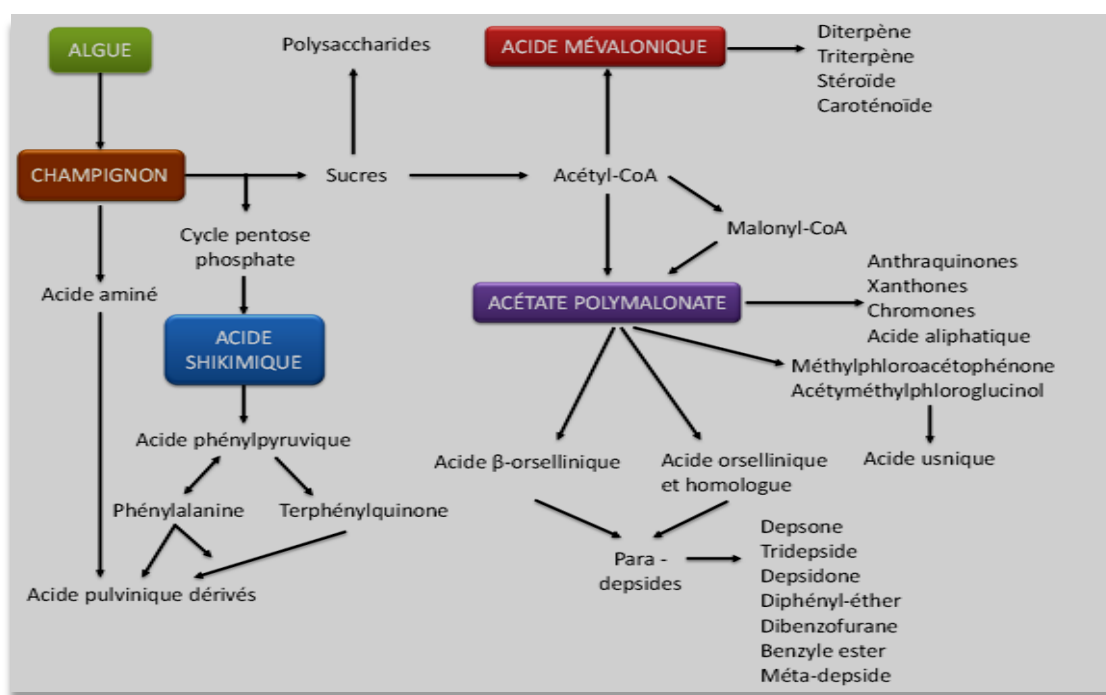 ALGUE
Polysaccharides
ACIDE MÉVALONIQUE
Diterpène
Triterpène
Stéroïde
Caroténoïde
CHAMPIGNON
Sucres
Acétyl-CoA
Cycle pentose
phosphate
Malonyl-CoA
Acide aminé
ACIDE
SHIKIMIQUE
ACÉTATE POLYMALONATE
Anthraquinones
Xanthones
Chromones
Acide aliphatique
Méthylphloroacétophénone
Acétyméthylphloroglucinol
Acide phénylpyruvique
Acide β-orsellinique
Acide orsellinique
et homologue
Acide usnique
Phénylalanine
Terphénylquinone
Acide pulvinique dérivés
Para -
depsides
Depsone
Tridepside
Depsidone
Diphényl-éther
Dibenzofurane
Benzyle ester
Méta-depside